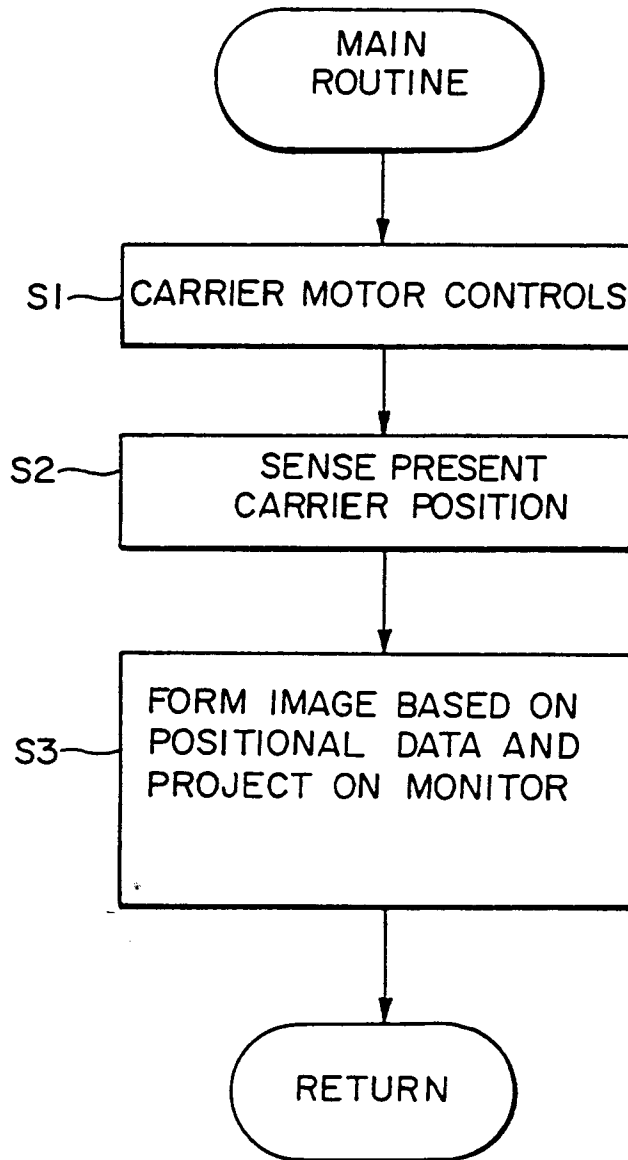 MAIN
ROUTINE
S1 CARRIER MOTOR CONTROLS
S2 SENSE PRESENT
CARRIER POSITION
S3 FORM IMAGE BASED ON
POSITIONAL DATA AND
PROJECT ON MONITOR
RETURN